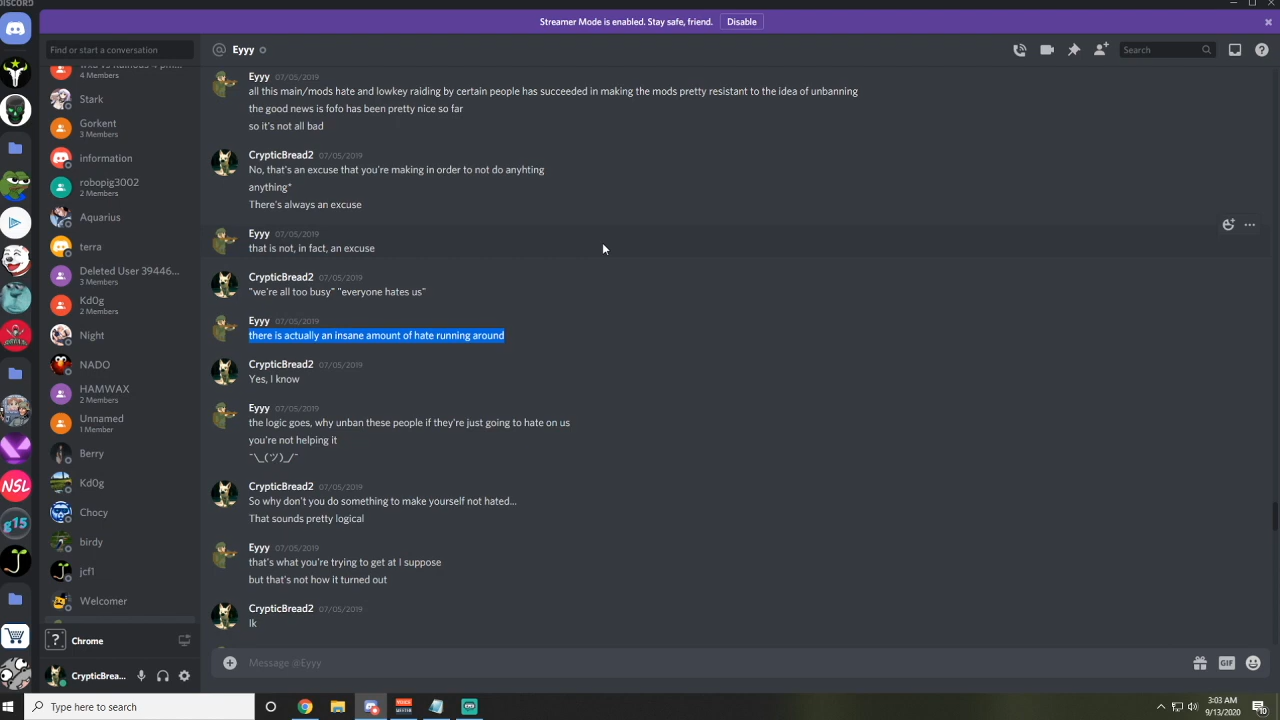 DISCORD
Streamer Mode is enabled. Stay safe, friend. Disable
Find or start a conversation
Eyyy
Search
4 Members
Stark
Gorkent
3 Members
information
robopig3002
2 Members
Aquarius
terra
Deleted User 39446...
3 Members
Kd0g
2 Members
Night
NADO
HAMWAX
2 Members
Unnamed
1 Member
Berry
Kd0g
Chocy
birdy
jcf1
Welcomer
NSL
g15
Chrome
CrypticBrea...
Eyyy 07/05/2019
all this main/mods hate and lowkey raiding by certain people has succeeded in making the mods pretty resistant to the idea of unbanning
the good news is fofo has been pretty nice so far
so it's not all bad
CrypticBread2 07/05/2019
No, that's an excuse that you're making in order to not do anyhting
anything*
There's always an excuse
Eyyy 07/05/2019
that is not, in fact, an excuse
CrypticBread2 07/05/2019
"we're all too busy" "everyone hates us"
Eyyy 07/05/2019
there is actually an insane amount of hate running around
CrypticBread2 07/05/2019
Yes, I know
Eyyy 07/05/2019
the logic goes, why unban these people if they're just going to hate on us
you're not helping it
¯\_(ツ)_/¯
CrypticBread2 07/05/2019
So why don't you do something to make yourself not hated...
That sounds pretty logical
Eyyy 07/05/2019
that's what you're trying to get at I suppose
but that's not how it turned out
CrypticBread2 07/05/2019
Ik
Message @Eyyy
GIF
Type here to search
3:03 AM
9/13/2020